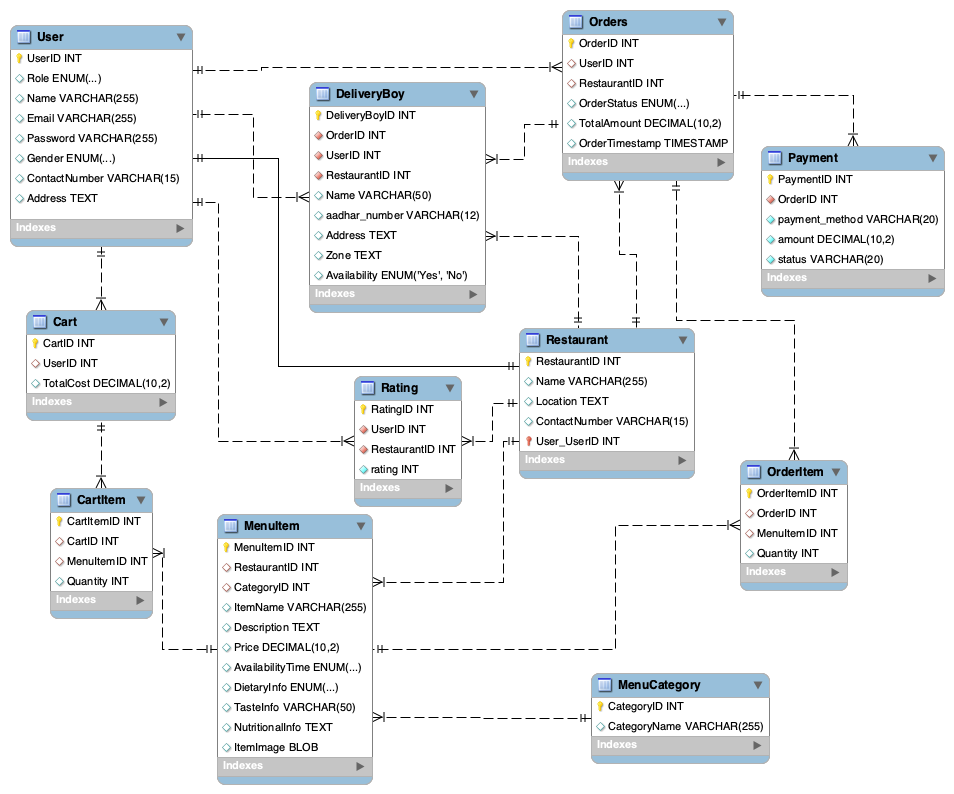 User
UserID INT
Role ENUM(...)
Name VARCHAR(255)
Email VARCHAR(255)
Password VARCHAR(255)
Gender ENUM(...)
ContactNumber VARCHAR(15)
Address TEXT
Indexes
DeliveryBoy
DeliveryBoyID INT
OrderID INT
UserID INT
RestaurantID INT
Name VARCHAR(50)
aadhar_number VARCHAR(12)
Address TEXT
Zone TEXT
Availability ENUM('Yes', 'No')
Indexes
Orders
OrderID INT
UserID INT
RestaurantID INT
OrderStatus ENUM(...)
TotalAmount DECIMAL(10,2)
OrderTimestamp TIMESTAMP
Indexes
Payment
PaymentID INT
OrderID INT
payment_method VARCHAR(20)
amount DECIMAL(10,2)
status VARCHAR(20)
Indexes
Cart
CartID INT
UserID INT
TotalCost DECIMAL(10,2)
Indexes
Rating
RatingID INT
UserID INT
RestaurantID INT
rating INT
Indexes
Restaurant
RestaurantID INT
Name VARCHAR(255)
Location TEXT
ContactNumber VARCHAR(15)
User_UserID INT
Indexes
CartItem
CartItemID INT
CartID INT
MenuItemID INT
Quantity INT
Indexes
MenuItem
MenuItemID INT
RestaurantID INT
CategoryID INT
ItemName VARCHAR(255)
Description TEXT
Price DECIMAL(10,2)
AvailabilityTime ENUM(...)
DietaryInfo ENUM(...)
TasteInfo VARCHAR(50)
NutritionalInfo TEXT
ItemImage BLOB
Indexes
OrderItem
OrderItemID INT
OrderID INT
MenuItemID INT
Quantity INT
Indexes
MenuCategory
CategoryID INT
CategoryName VARCHAR(255)
Indexes